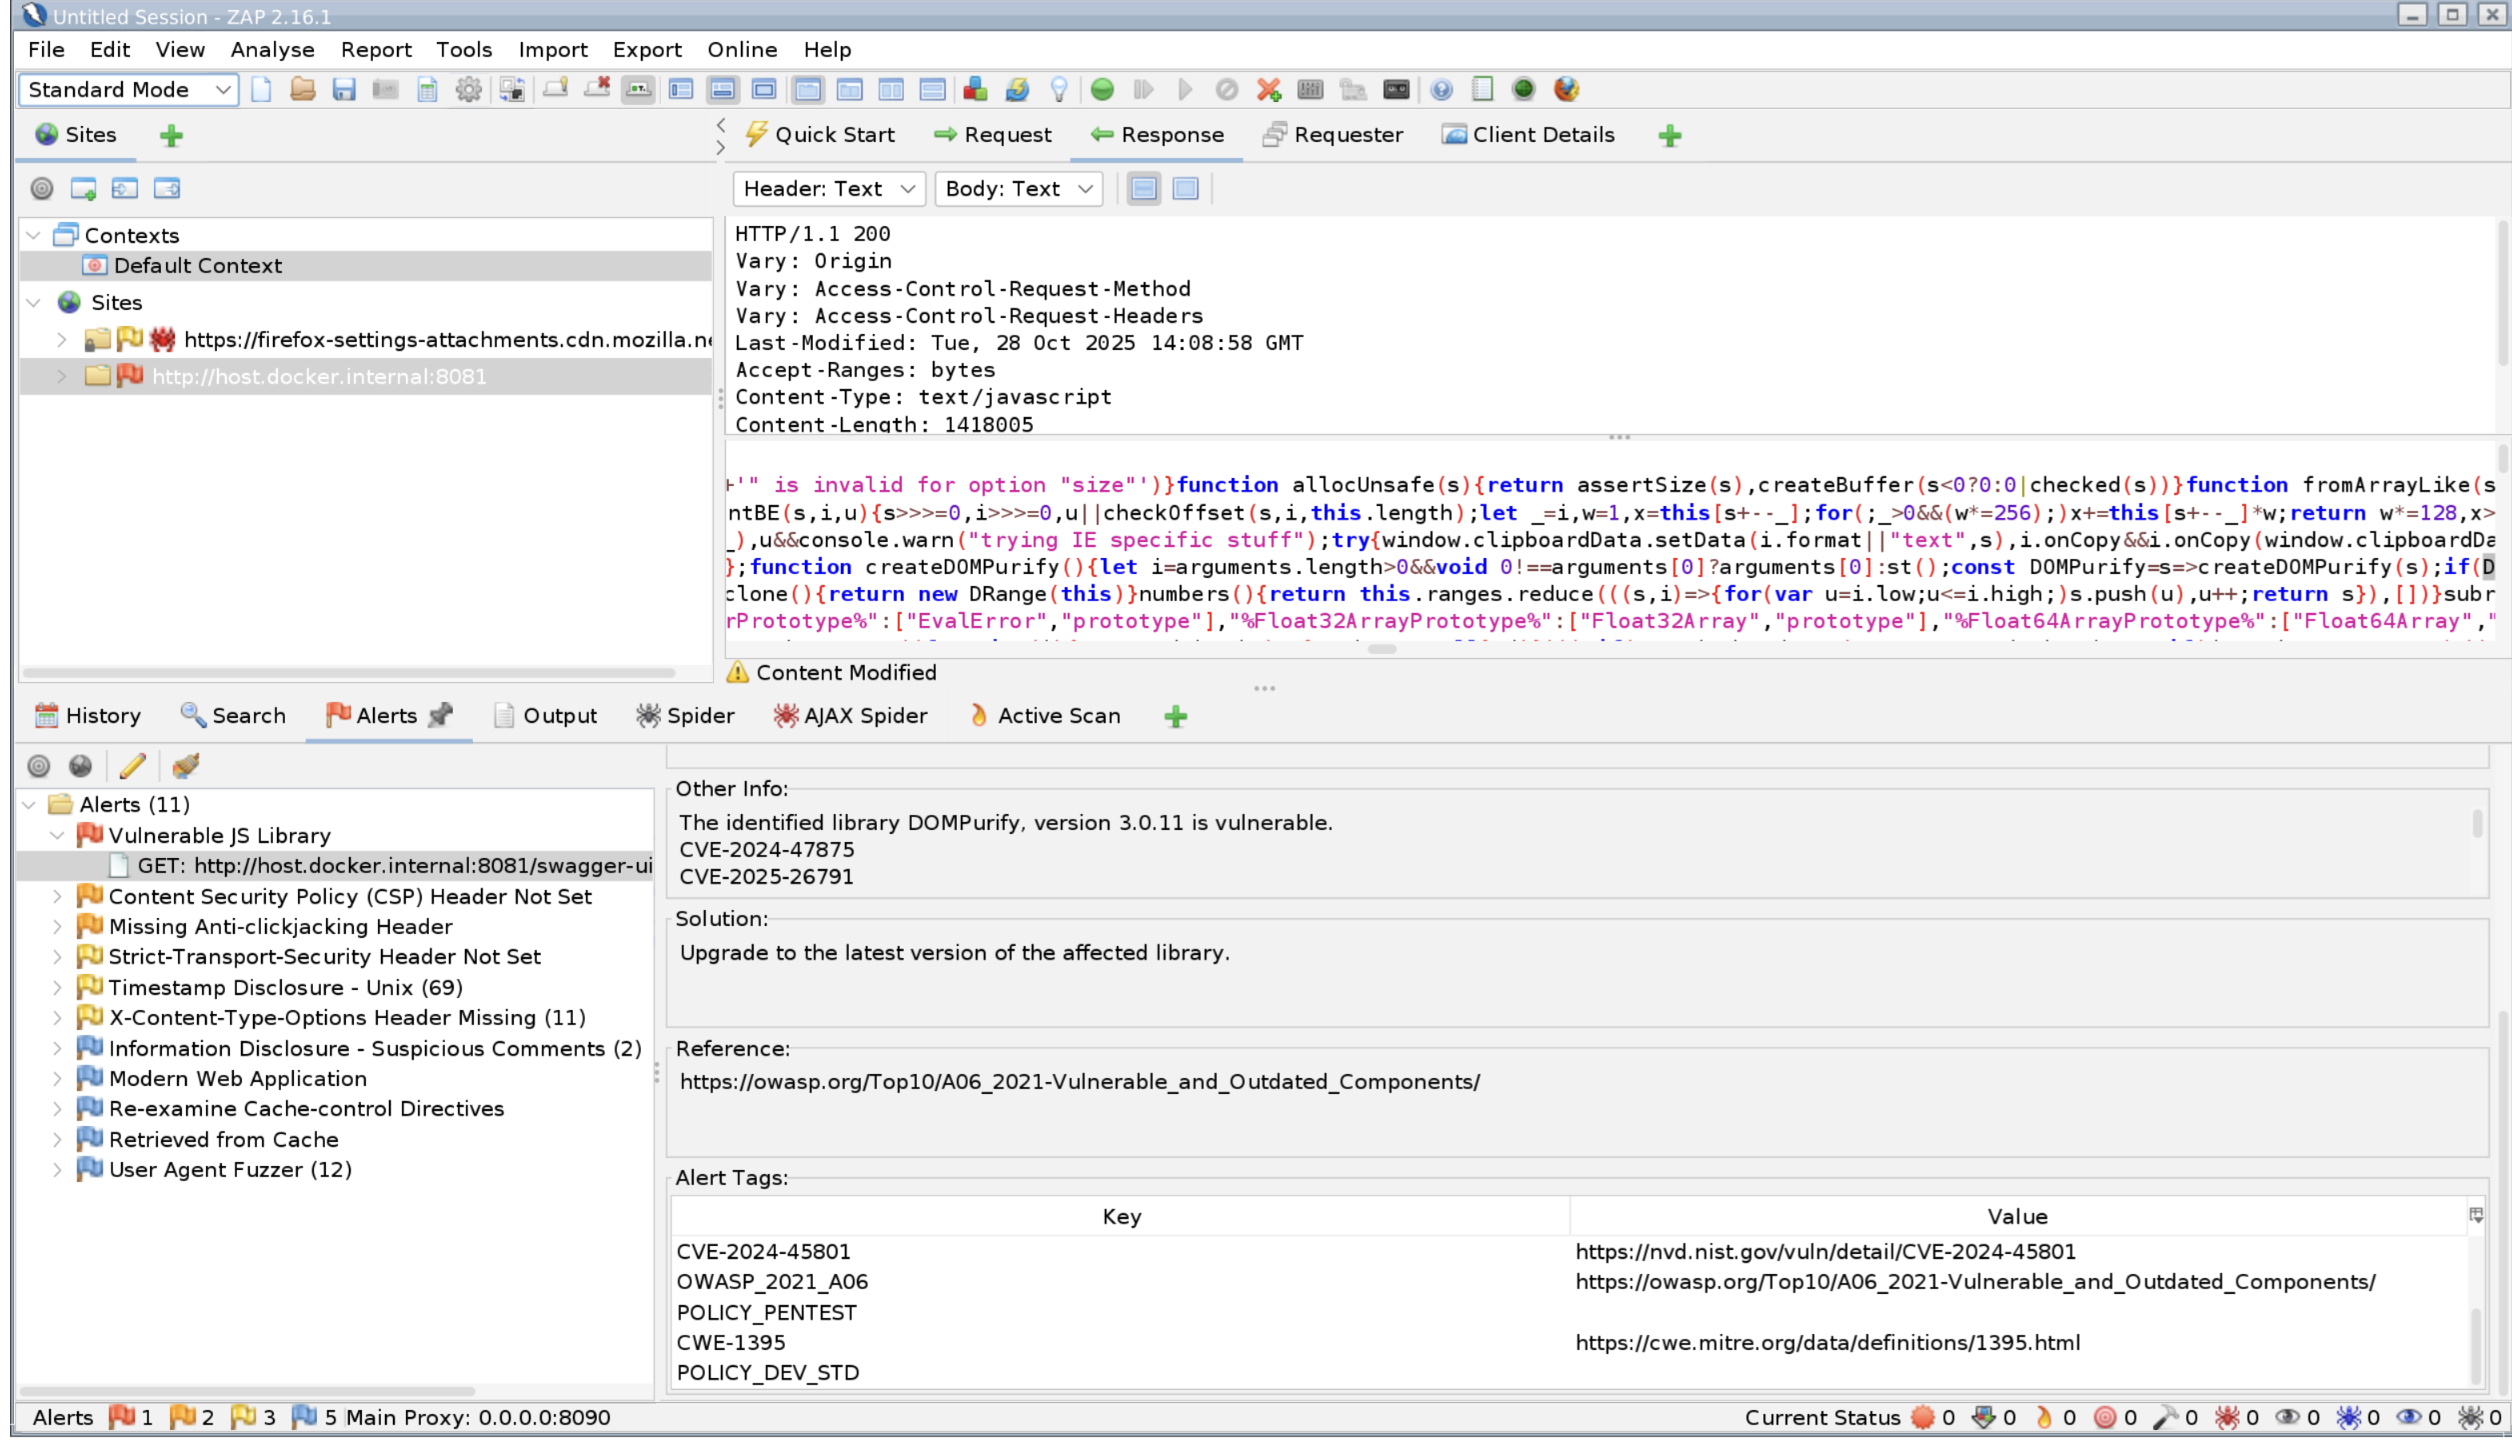 Untitled Session - ZAP 2.16.1
File Edit View Analyse Report Tools Import Export Online Help
Standard Mode
Sites
Quick Start Request Response Requester Client Details
Header: Text Body: Text
Contexts
Default Context
Sites
https://firefox-settings-attachments.cdn.mozilla.ne
http://host.docker.internal:8081
HTTP/1.1 200
Vary: Origin
Vary: Access-Control-Request-Method
Vary: Access-Control-Request-Headers
Last-Modified: Tue, 28 Oct 2025 14:08:58 GMT
Accept-Ranges: bytes
Content-Type: text/javascript
Content-Length: 1418005
+'" is invalid for option "size"')}function allocUnsafe(s){return assertSize(s),createBuffer(s<0?0:0|checked(s))}function fromArrayLike(s
ntBE(s,i,u){s>>>=0,i>>>=0,u||checkOffset(s,i,this.length);let _=i,w=1,x=this[s+--_];for(;_>0&&(w*=256);)x+=this[s+--_]*w;return w*=128,x>
_),u&&console.warn("trying IE specific stuff");try{window.clipboardData.setData(i.format||"text",s),i.onCopy&&i.onCopy(window.clipboardDa
};function createDOMPurify(){let i=arguments.length>0&&void 0!==arguments[0]?arguments[0]:st();const DOMPurify=s=>createDOMPurify(s);if(D
clone(){return new DRange(this)}numbers(){return this.ranges.reduce(((s,i)=>{for(var u=i.low;u<=i.high;)s.push(u),u++;return s}),[])}subr
rPrototype%":["EvalError","prototype"],"%Float32ArrayPrototype%":["Float32Array","prototype"],"%Float64ArrayPrototype%":["Float64Array","
Content Modified
History Search Alerts Output Spider AJAX Spider Active Scan
Alerts (11)
Vulnerable JS Library
GET: http://host.docker.internal:8081/swagger-ui
Content Security Policy (CSP) Header Not Set
Missing Anti-clickjacking Header
Strict-Transport-Security Header Not Set
Timestamp Disclosure - Unix (69)
X-Content-Type-Options Header Missing (11)
Information Disclosure - Suspicious Comments (2)
Modern Web Application
Re-examine Cache-control Directives
Retrieved from Cache
User Agent Fuzzer (12)
Other Info:
The identified library DOMPurify, version 3.0.11 is vulnerable.
CVE-2024-47875
CVE-2025-26791
Solution:
Upgrade to the latest version of the affected library.
Reference:
https://owasp.org/Top10/A06_2021-Vulnerable_and_Outdated_Components/
Alert Tags:
Key Value
CVE-2024-45801 https://nvd.nist.gov/vuln/detail/CVE-2024-45801
OWASP_2021_A06 https://owasp.org/Top10/A06_2021-Vulnerable_and_Outdated_Components/
POLICY_PENTEST
CWE-1395 https://cwe.mitre.org/data/definitions/1395.html
POLICY_DEV_STD
Alerts 1 2 3 5 Main Proxy: 0.0.0.0:8090 Current Status 0 0 0 0 0 0 0 0 0 0